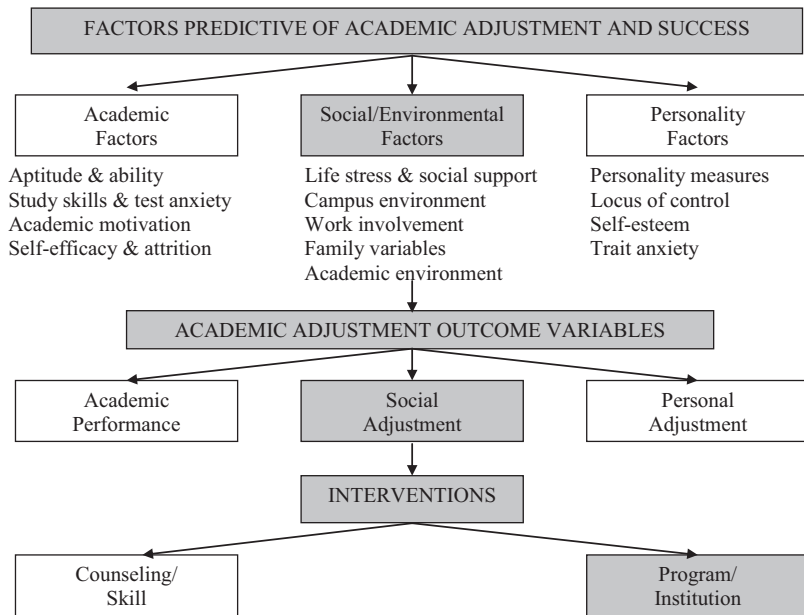 FACTORS PREDICTIVE OF ACADEMIC ADJUSTMENT AND SUCCESS
Academic
Factors
Aptitude & ability
Study skills & test anxiety
Academic motivation
Self-efficacy & attrition
Social/Environmental
Factors
Life stress & social support
Campus environment
Work involvement
Family variables
Academic environment
Personality
Factors
Personality measures
Locus of control
Self-esteem
Trait anxiety
ACADEMIC ADJUSTMENT OUTCOME VARIABLES
Academic
Performance
Social
Adjustment
Personal
Adjustment
INTERVENTIONS
Counseling/
Skill
Program/
Institution